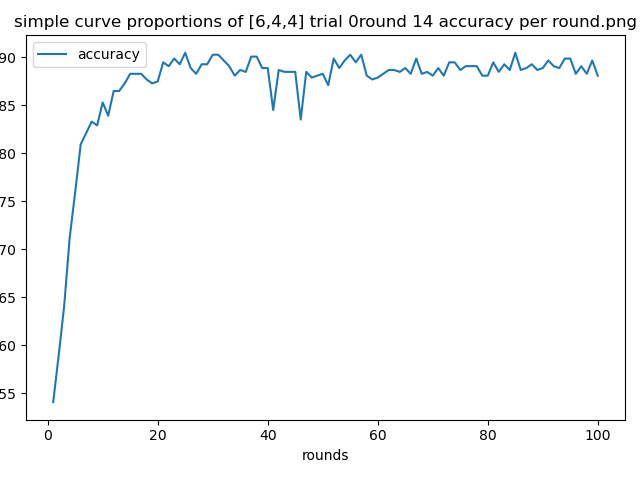 simple curve proportions of [6,4,4] trial 0round 14 accuracy per round.png
accuracy
90
85
80
75
70
65
60
55
0 20 40 60 80 100
rounds